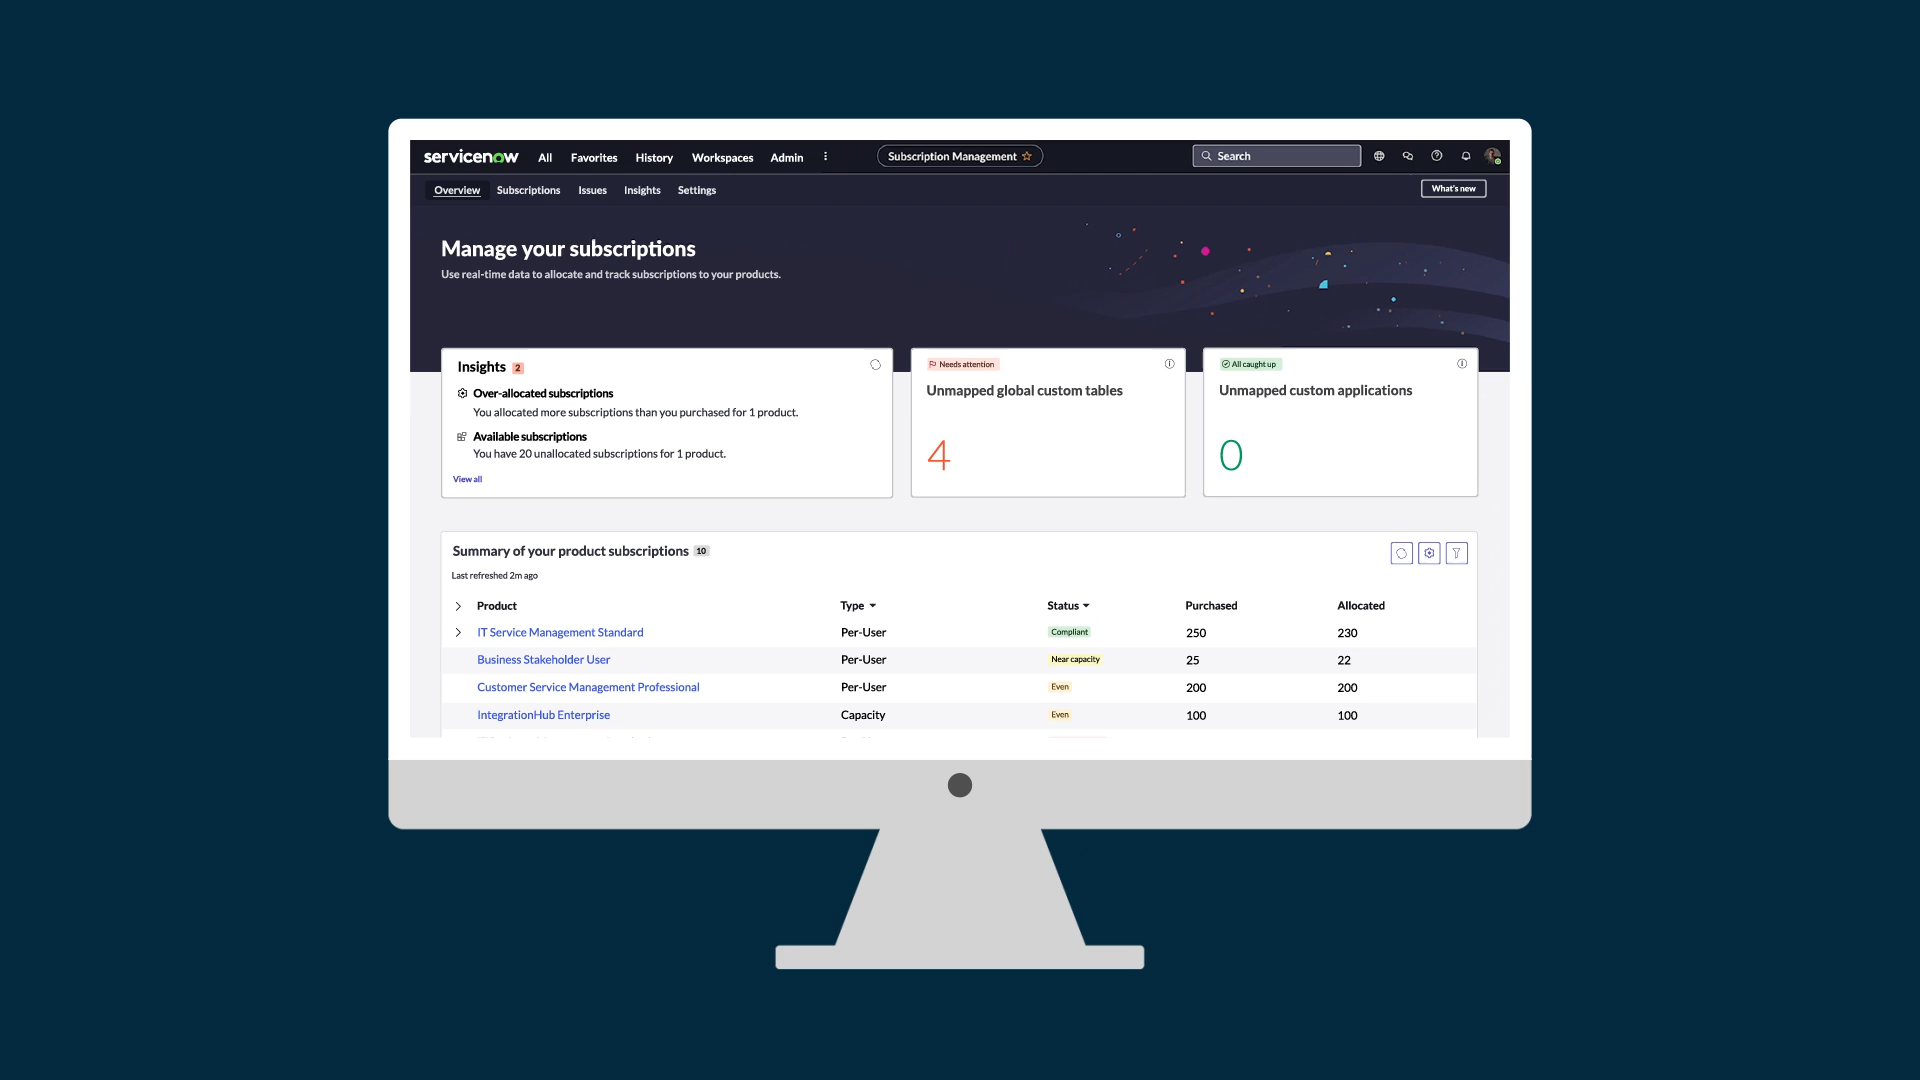 servicenow All Favorites History Workspaces Admin Subscription Management Search
Overview Subscriptions Issues Insights Settings What's new
Manage your subscriptions
Use real-time data to allocate and track subscriptions to your products.
Insights 2
Over-allocated subscriptions
You allocated more subscriptions than you purchased for 1 product.
Available subscriptions
You have 20 unallocated subscriptions for 1 product.
View all
Needs attention
Unmapped global custom tables
4
All caught up
Unmapped custom applications
0
Summary of your product subscriptions 10
Last refreshed 2m ago
Product Type Status Purchased Allocated
IT Service Management Standard Per-User Compliant 250 230
Business Stakeholder User Per-User Near capacity 25 22
Customer Service Management Professional Per-User Even 200 200
IntegrationHub Enterprise Capacity Even 100 100